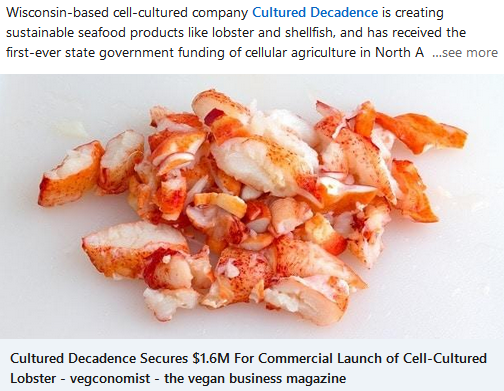 Wisconsin-based cell-cultured company Cultured Decadence is creating
sustainable seafood products like lobster and shellfish, and has received the
first-ever state government funding of cellular agriculture in North A ...see more
Cultured Decadence Secures $1.6M For Commercial Launch of Cell-Cultured
Lobster - vegconomist - the vegan business magazine